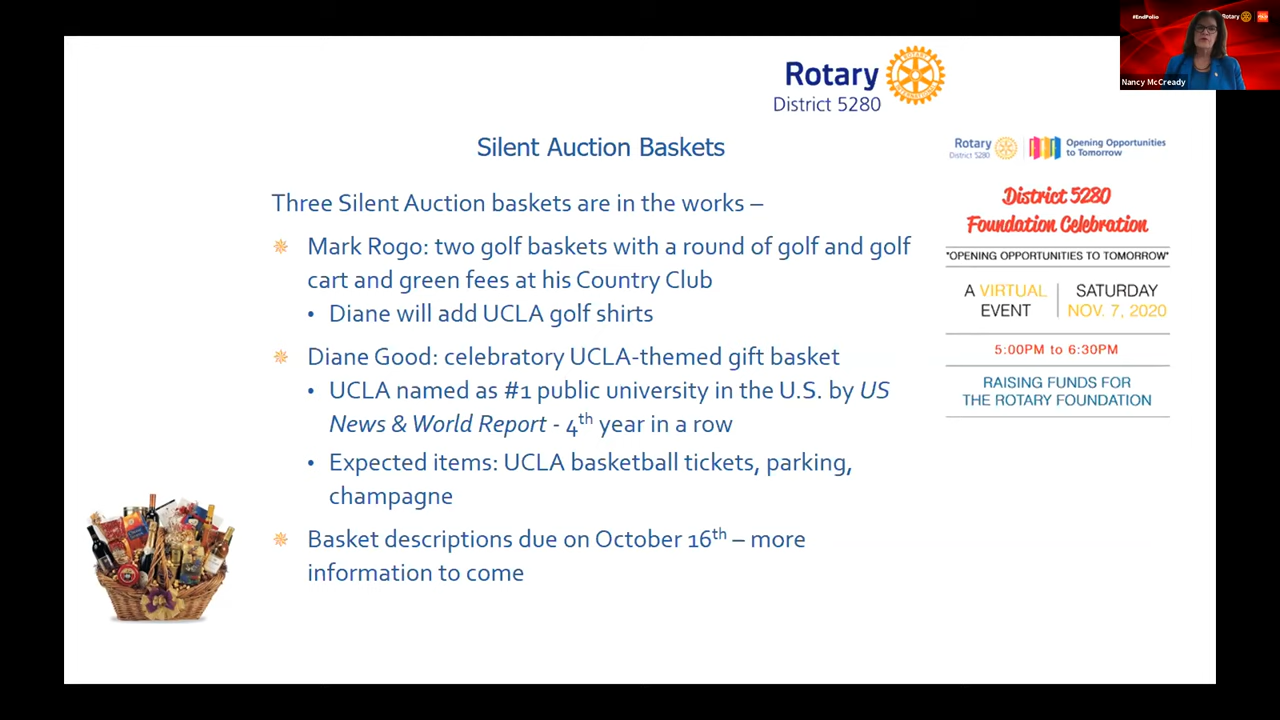 #EndPolio
Rotary
Nancy McCready
Rotary
District 5280
Silent Auction Baskets
Three Silent Auction baskets are in the works –
Mark Rogo: two golf baskets with a round of golf and golf
cart and green fees at his Country Club
• Diane will add UCLA golf shirts
Diane Good: celebratory UCLA-themed gift basket
• UCLA named as #1 public university in the U.S. by US
News & World Report - 4th year in a row
• Expected items: UCLA basketball tickets, parking,
champagne
Basket descriptions due on October 16th – more
information to come
Rotary
District 5280
Opening Opportunities
to Tomorrow
District 5280
Foundation Celebration
"OPENING OPPORTUNITIES TO TOMORROW"
A VIRTUAL
EVENT
SATURDAY
NOV. 7, 2020
5:00PM to 6:30PM
RAISING FUNDS FOR
THE ROTARY FOUNDATION